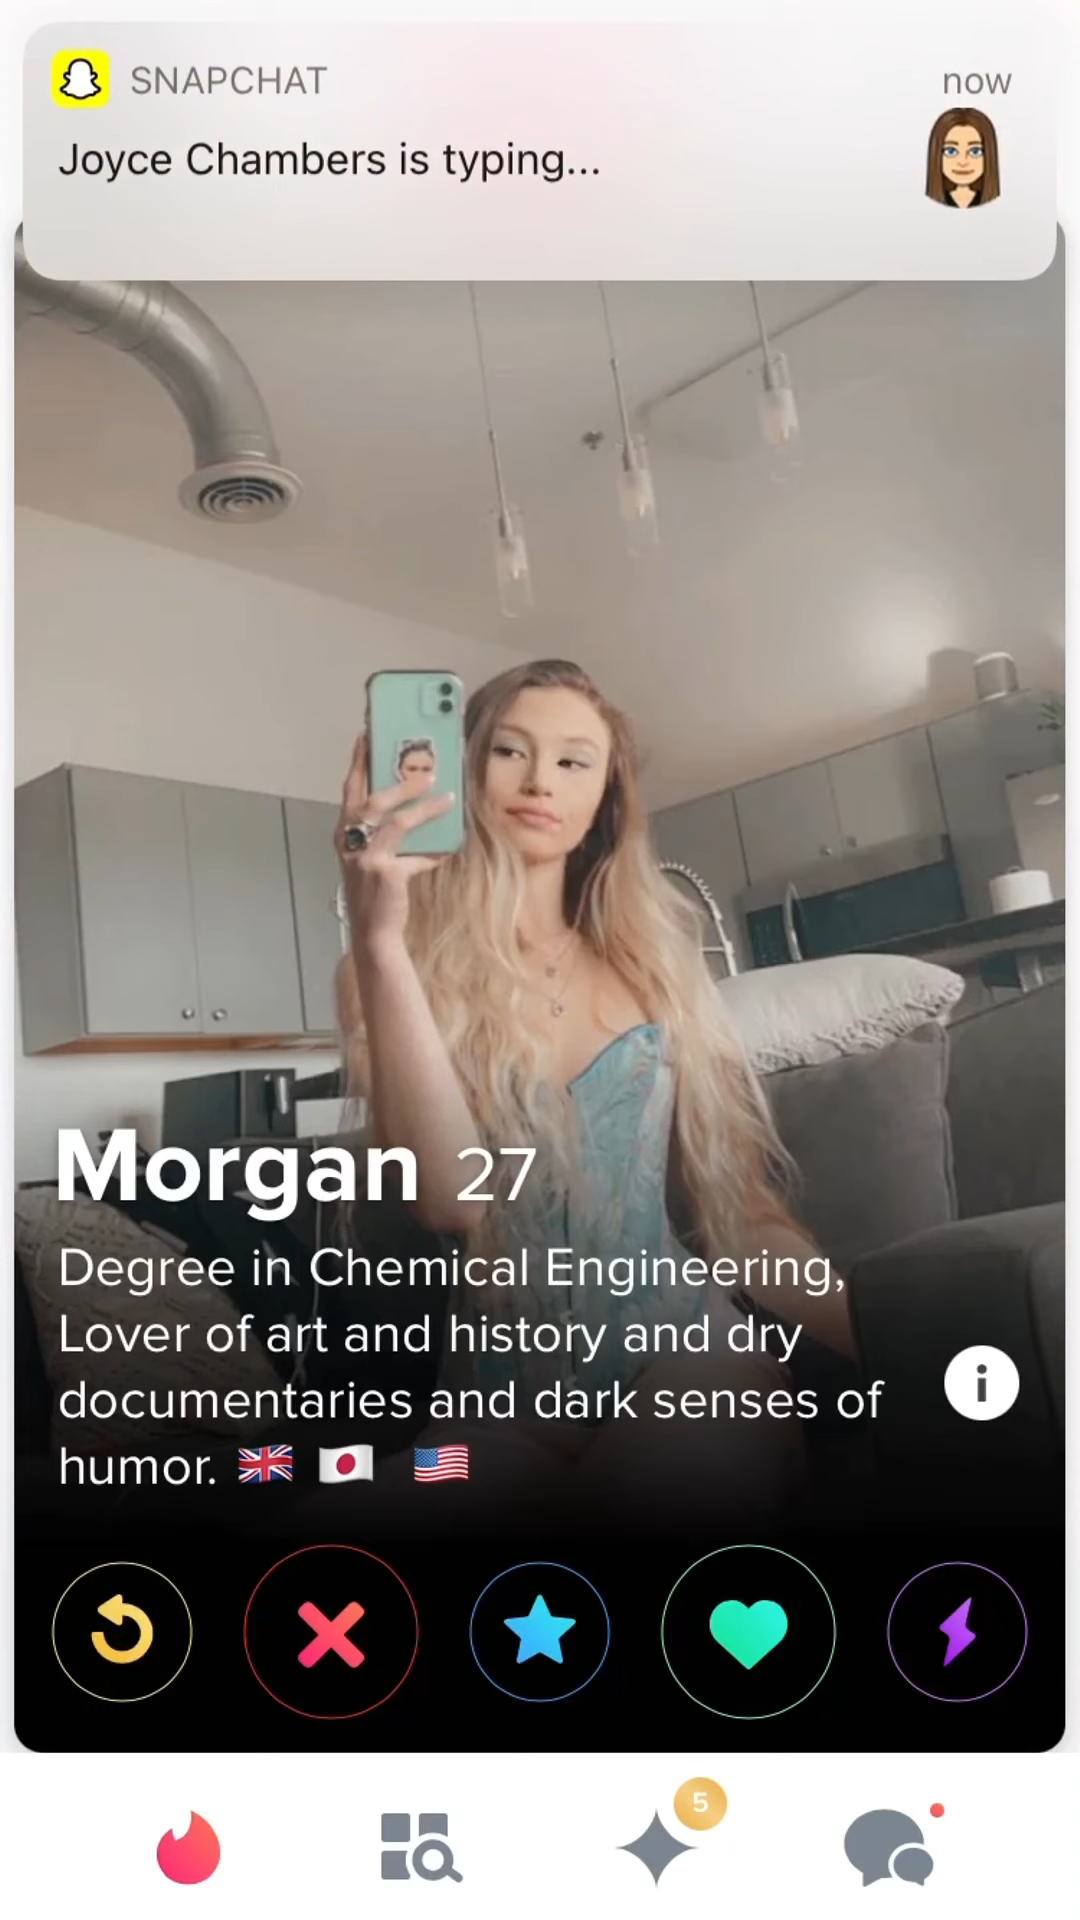 SNAPCHAT now
Joyce Chambers is typing...
Morgan 27
Degree in Chemical Engineering,
Lover of art and history and dry
documentaries and dark senses of
humor. 🇬🇧 🇯🇵 🇺🇸
i
5